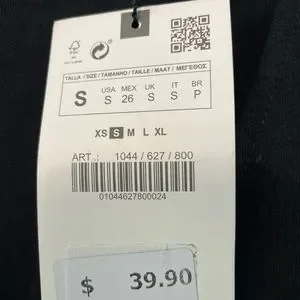 FSC
TALLA / SIZE / TAMANHO / TAILLE / MAAT / ΜΕΓΕΘΟΣ
S USA MEX UK IT BR
S 26 S S P
XS S M L XL
ART.: 1044 / 627 / 800
01044627800024
$ 39.90